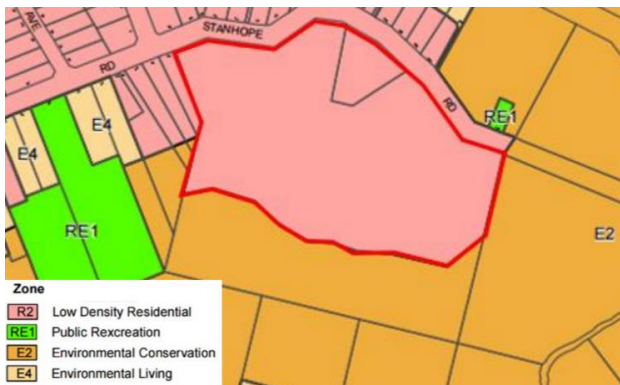 AVE
STANHOPE
RD
RD
RE1
E4
E4
RE1
E2
Zone
R2 Low Density Residential
RE1 Public Rexcreation
E2 Environmental Conservation
E4 Environmental Living